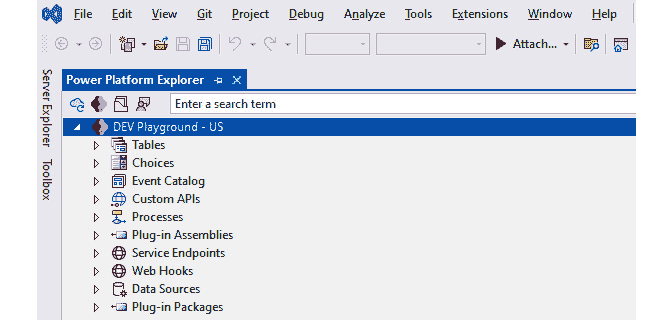 File Edit View Git Project Debug Analyze Tools Extensions Window Help
Attach...
Server Explorer
Toolbox
Power Platform Explorer
Enter a search term
DEV Playground - US
Tables
Choices
Event Catalog
Custom APIs
Processes
Plug-in Assemblies
Service Endpoints
Web Hooks
Data Sources
Plug-in Packages